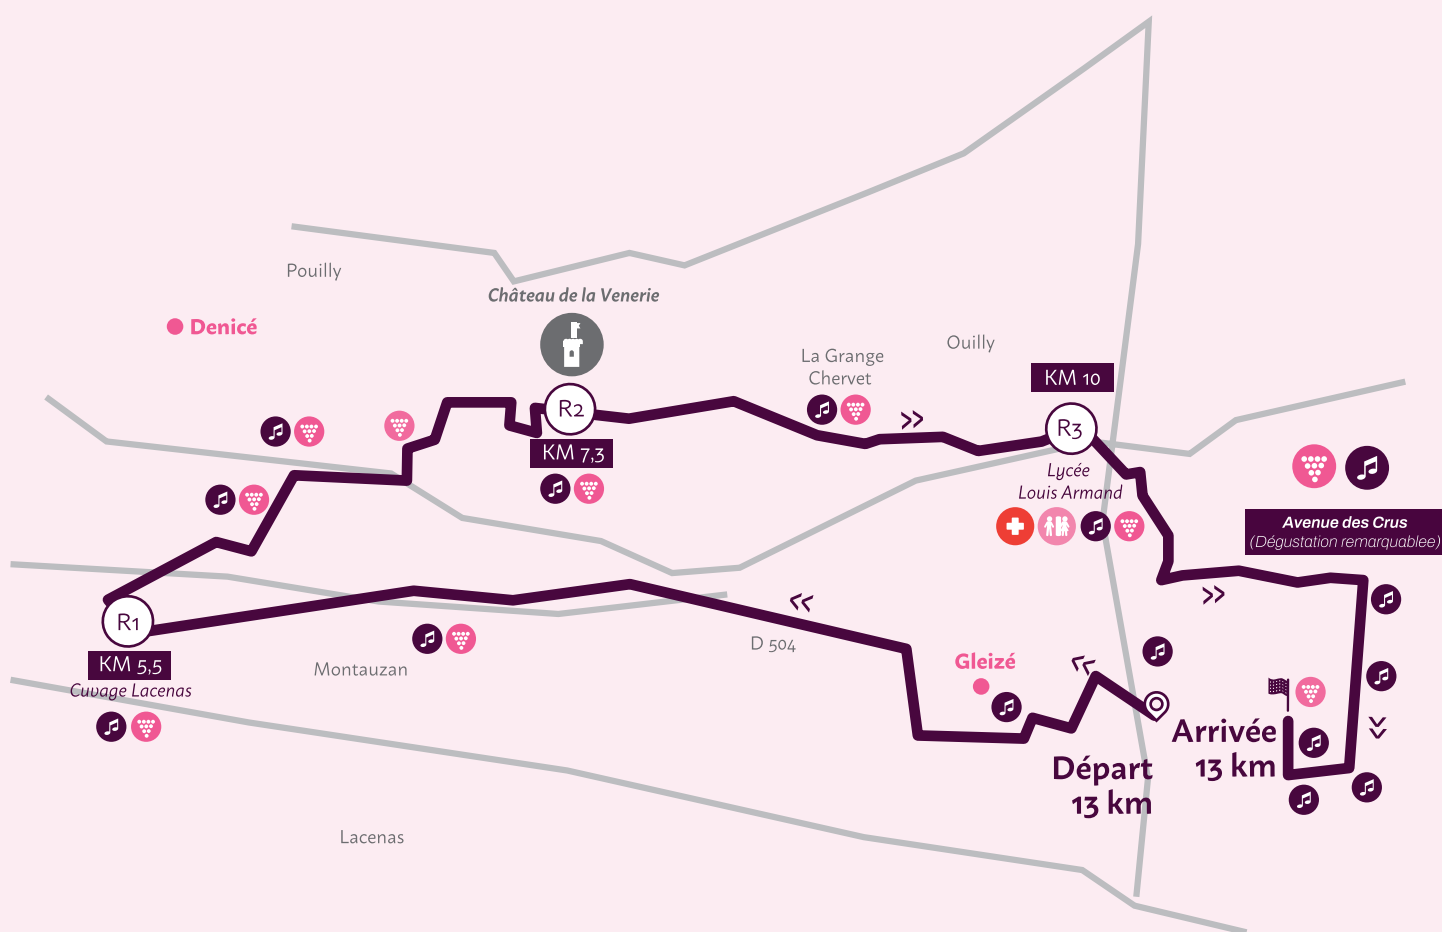 Pouilly
Château de la Venerie
Denicé
Ouilly
La Grange
Chervet
KM 10
R2
R3
KM 7,3
Lycée
Louis Armand
Avenue des Crus
(Dégustation remarquablee)
R1
KM 5,5
Cuvage Lacenas
Montauzan
D 504
Gleizé
Départ
13 km
Arrivée
13 km
Lacenas